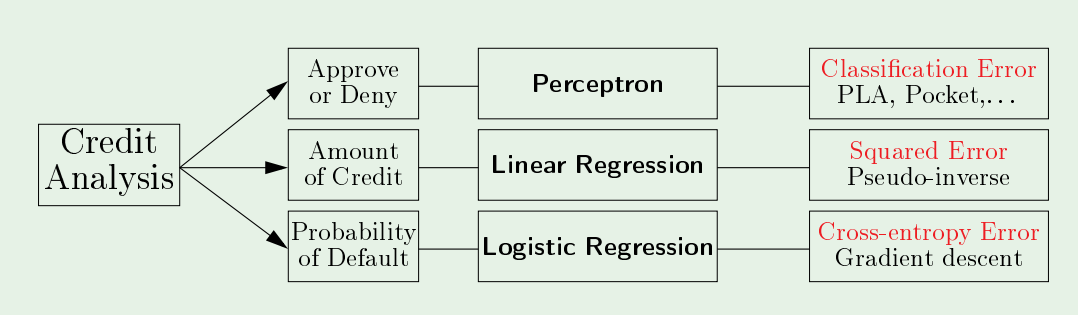 Credit
Analysis
Approve
or Deny
Perceptron
Classification Error
PLA, Pocket,...
Amount
of Credit
Linear Regression
Squared Error
Pseudo-inverse
Probability
of Default
Logistic Regression
Cross-entropy Error
Gradient descent